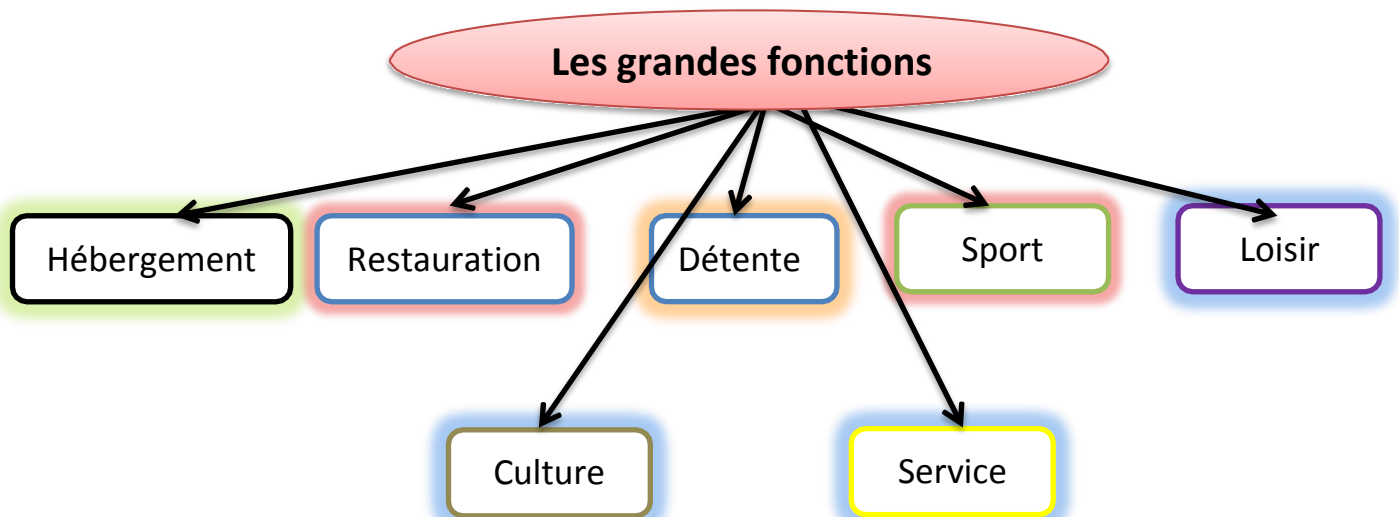 Les grandes fonctions
Hébergement
Restauration
Détente
Sport
Loisir
Culture
Service